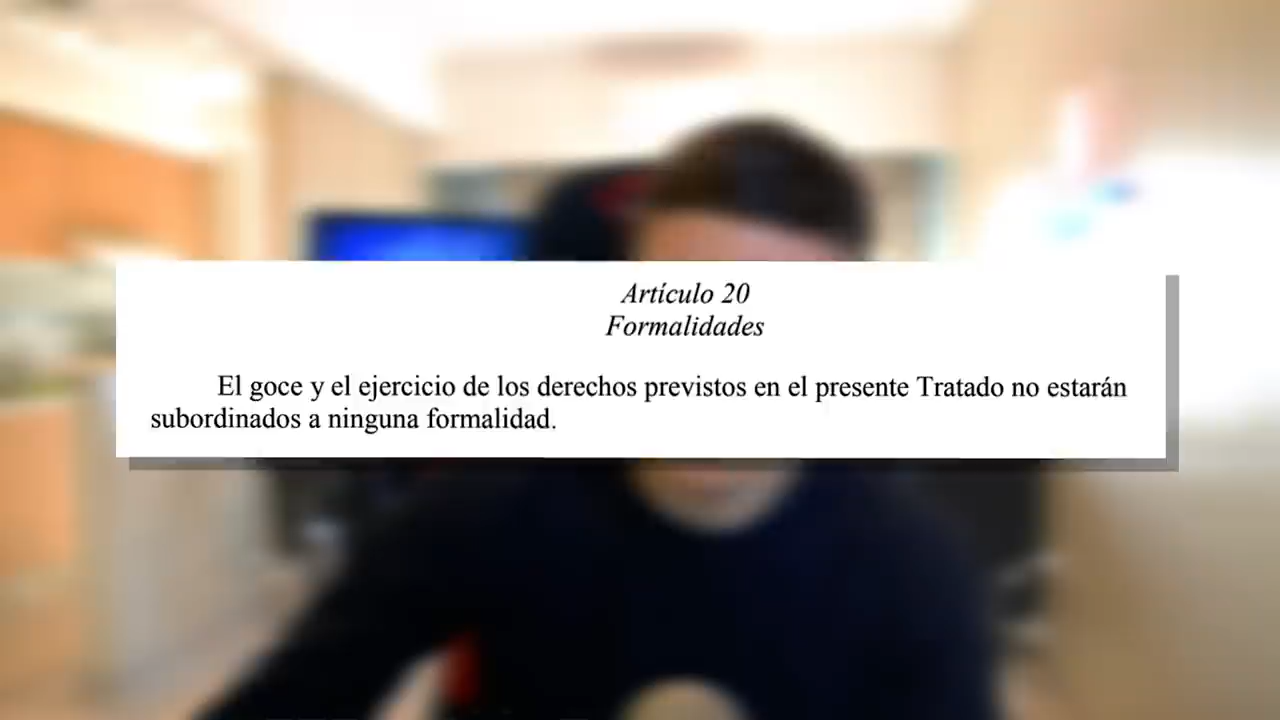 Artículo 20
Formalidades
El goce y el ejercicio de los derechos previstos en el presente Tratado no estarán
subordinados a ninguna formalidad.